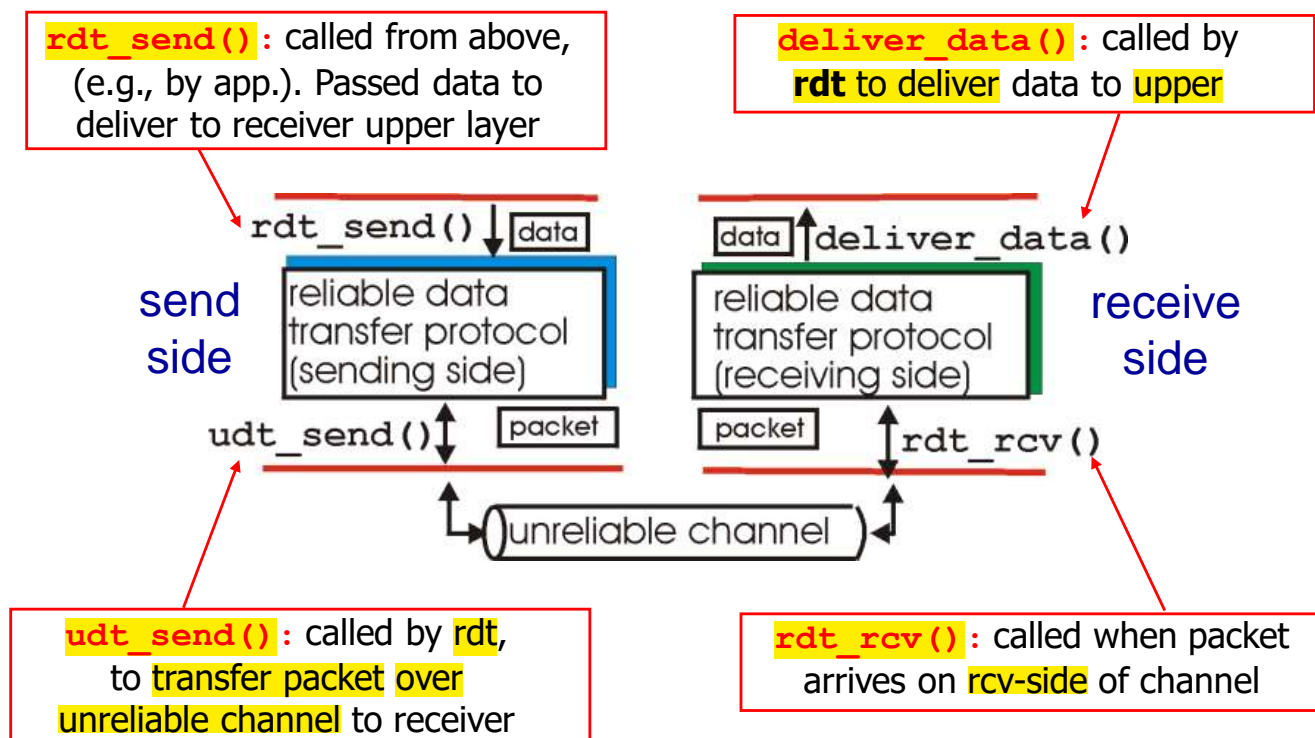 rdt_send(): called from above,
(e.g., by app.). Passed data to
deliver to receiver upper layer
deliver_data(): called by
rdt to deliver data to upper
rdt_send()
data
data
deliver_data()
send
side
reliable data
transfer protocol
(sending side)
reliable data
transfer protocol
(receiving side)
receive
side
udt_send()
packet
packet
rdt_rcv()
unreliable channel
udt_send(): called by rdt,
to transfer packet over
unreliable channel to receiver
rdt_rcv(): called when packet
arrives on rcv-side of channel